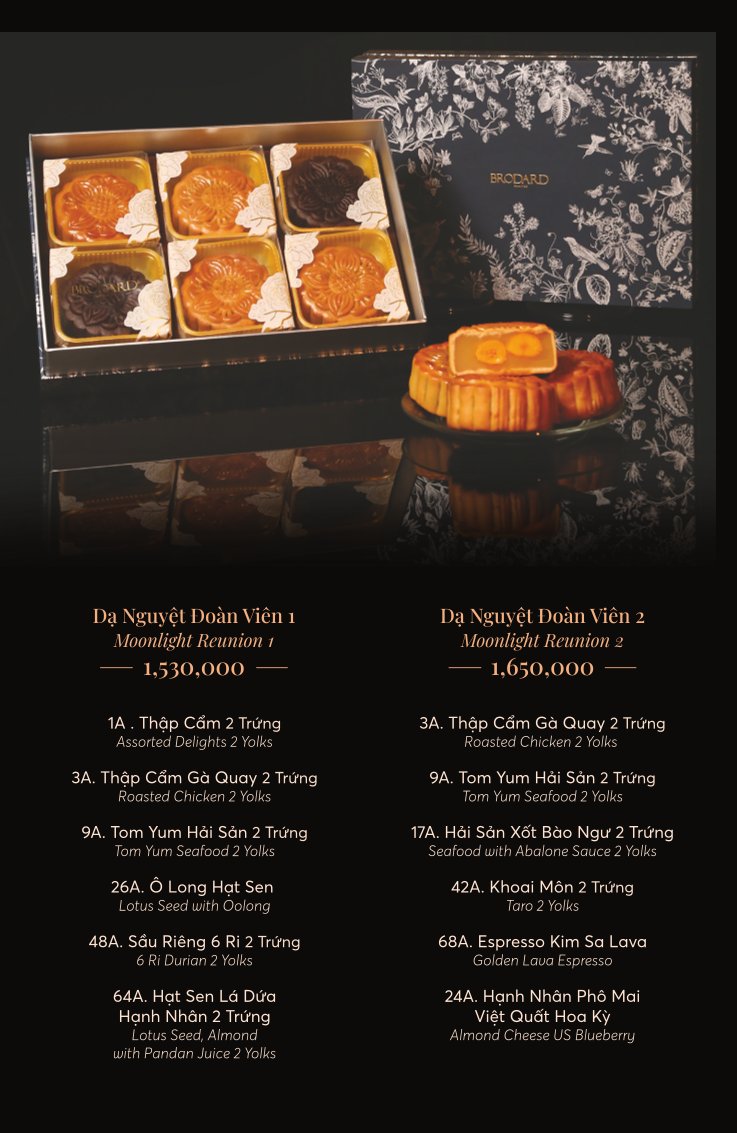 BRODARD
BRODARD
Dạ Nguyệt Đoàn Viên 1
Moonlight Reunion 1
1,530,000
1A . Thập Cẩm 2 Trứng
Assorted Delights 2 Yolks
3A. Thập Cẩm Gà Quay 2 Trứng
Roasted Chicken 2 Yolks
9A. Tom Yum Hải Sản 2 Trứng
Tom Yum Seafood 2 Yolks
26A. Ô Long Hạt Sen
Lotus Seed with Oolong
48A. Sầu Riêng 6 Ri 2 Trứng
6 Ri Durian 2 Yolks
64A. Hạt Sen Lá Dứa
Hạnh Nhân 2 Trứng
Lotus Seed, Almond
with Pandan Juice 2 Yolks
Dạ Nguyệt Đoàn Viên 2
Moonlight Reunion 2
1,650,000
3A. Thập Cẩm Gà Quay 2 Trứng
Roasted Chicken 2 Yolks
9A. Tom Yum Hải Sản 2 Trứng
Tom Yum Seafood 2 Yolks
17A. Hải Sản Xốt Bào Ngư 2 Trứng
Seafood with Abalone Sauce 2 Yolks
42A. Khoai Môn 2 Trứng
Taro 2 Yolks
68A. Espresso Kim Sa Lava
Golden Lava Espresso
24A. Hạnh Nhân Phô Mai
Việt Quất Hoa Kỳ
Almond Cheese US Blueberry